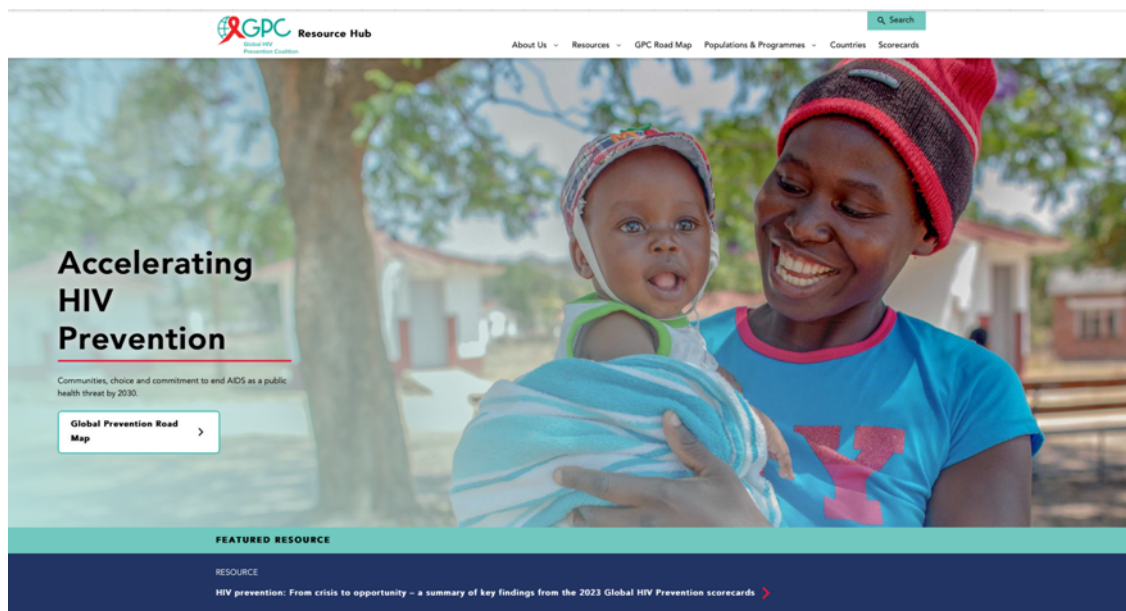 GPC Resource Hub
Global HIV
Prevention Coalition
Search
About Us
Resources
GPC Road Map
Populations & Programmes
Countries
Scorecards
Accelerating
HIV
Prevention
Communities, choice and commitment to end AIDS as a public
health threat by 2030.
Global Prevention Road
Map
Y
FEATURED RESOURCE
RESOURCE
HIV prevention: From crisis to opportunity – a summary of key findings from the 2023 Global HIV Prevention scorecards